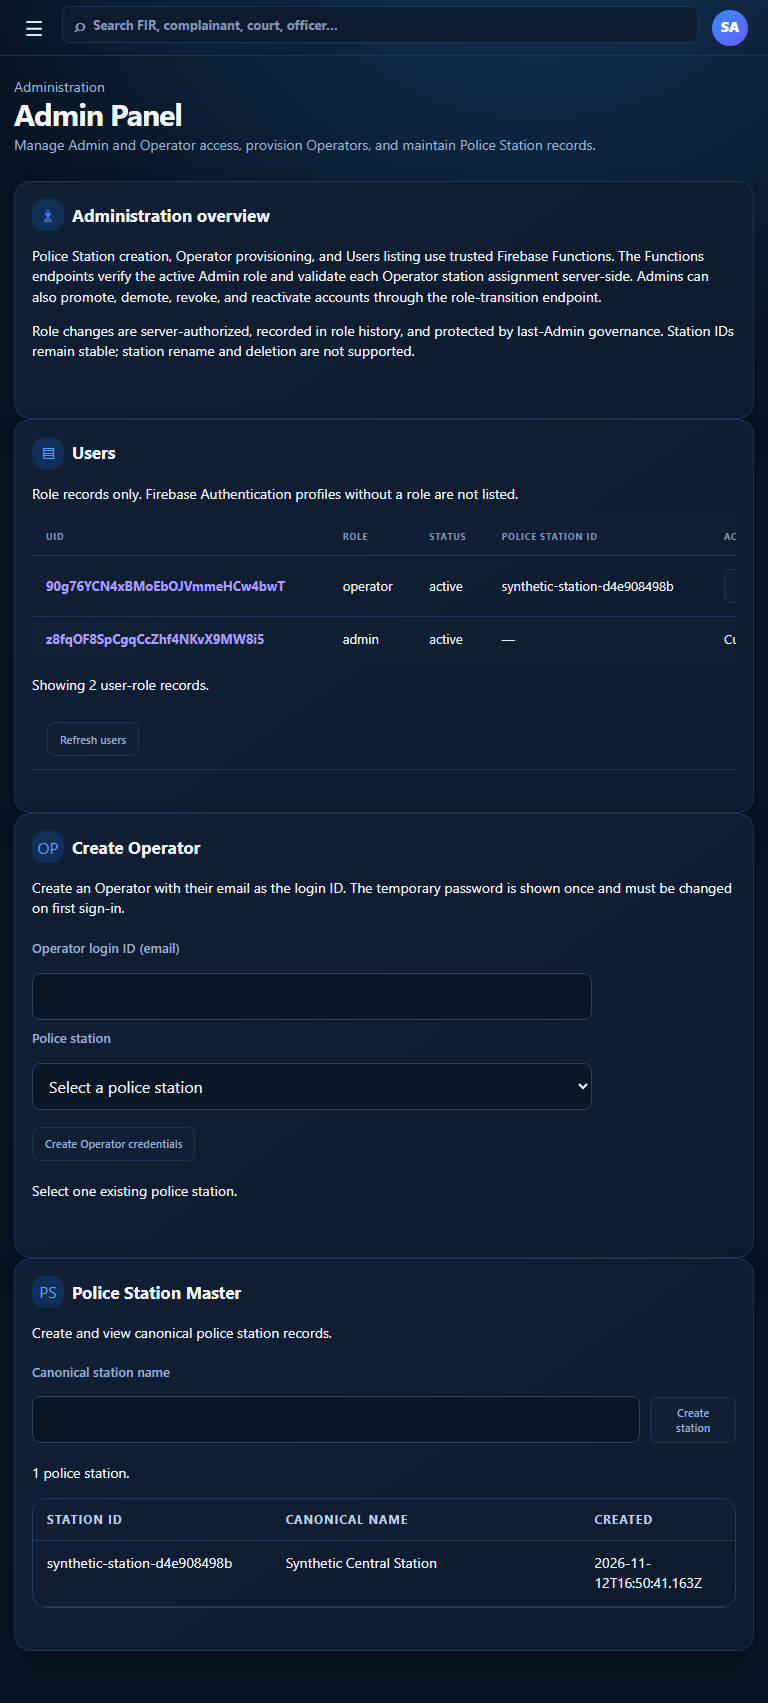 Search FIR, complainant, court, officer...
SA
Administration
Admin Panel
Manage Admin and Operator access, provision Operators, and maintain Police Station records.
Administration overview
Police Station creation, Operator provisioning, and Users listing use trusted Firebase Functions. The Functions
endpoints verify the active Admin role and validate each Operator station assignment server-side. Admins can
also promote, demote, revoke, and reactivate accounts through the role-transition endpoint.
Role changes are server-authorized, recorded in role history, and protected by last-Admin governance. Station IDs
remain stable; station rename and deletion are not supported.
Users
Role records only. Firebase Authentication profiles without a role are not listed.
UID ROLE STATUS POLICE STATION ID AC
90g76YCN4xBMoEbOJVmmeHCw4bwT operator active synthetic-station-d4e908498b
z8fqOF8SpCgqCcZhf4NKvX9MW8i5 admin active — Cu
Showing 2 user-role records.
Refresh users
OP Create Operator
Create an Operator with their email as the login ID. The temporary password is shown once and must be changed
on first sign-in.
Operator login ID (email)
Police station
Select a police station
Create Operator credentials
Select one existing police station.
PS Police Station Master
Create and view canonical police station records.
Canonical station name
Create
station
1 police station.
STATION ID CANONICAL NAME CREATED
synthetic-station-d4e908498b Synthetic Central Station 2026-11-
12T16:50:41.163Z